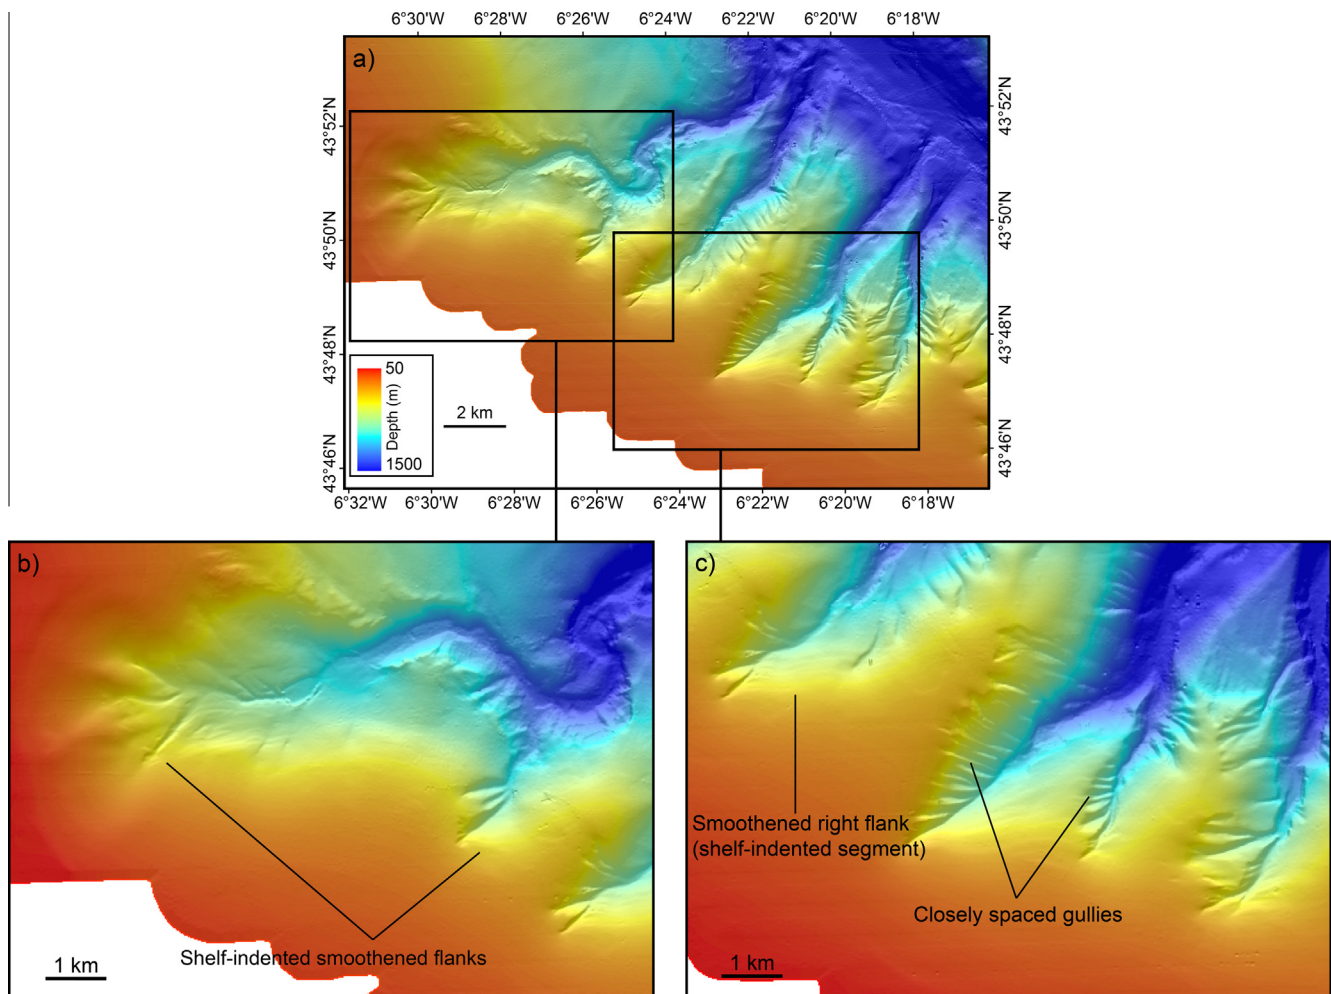 6°30'W 6°28'W 6°26'W 6°24'W 6°22'W 6°20'W 6°18'W
a)
43°52'N
43°50'N
43°48'N
43°46'N
43°52'N
43°50'N
43°48'N
43°46'N
50
Depth (m)
1500
2 km
6°32'W 6°30'W 6°28'W 6°26'W 6°24'W 6°22'W 6°20'W 6°18'W
b)
Shelf-indented smoothened flanks
1 km
c)
Smoothened right flank
(shelf-indented segment)
Closely spaced gullies
1 km